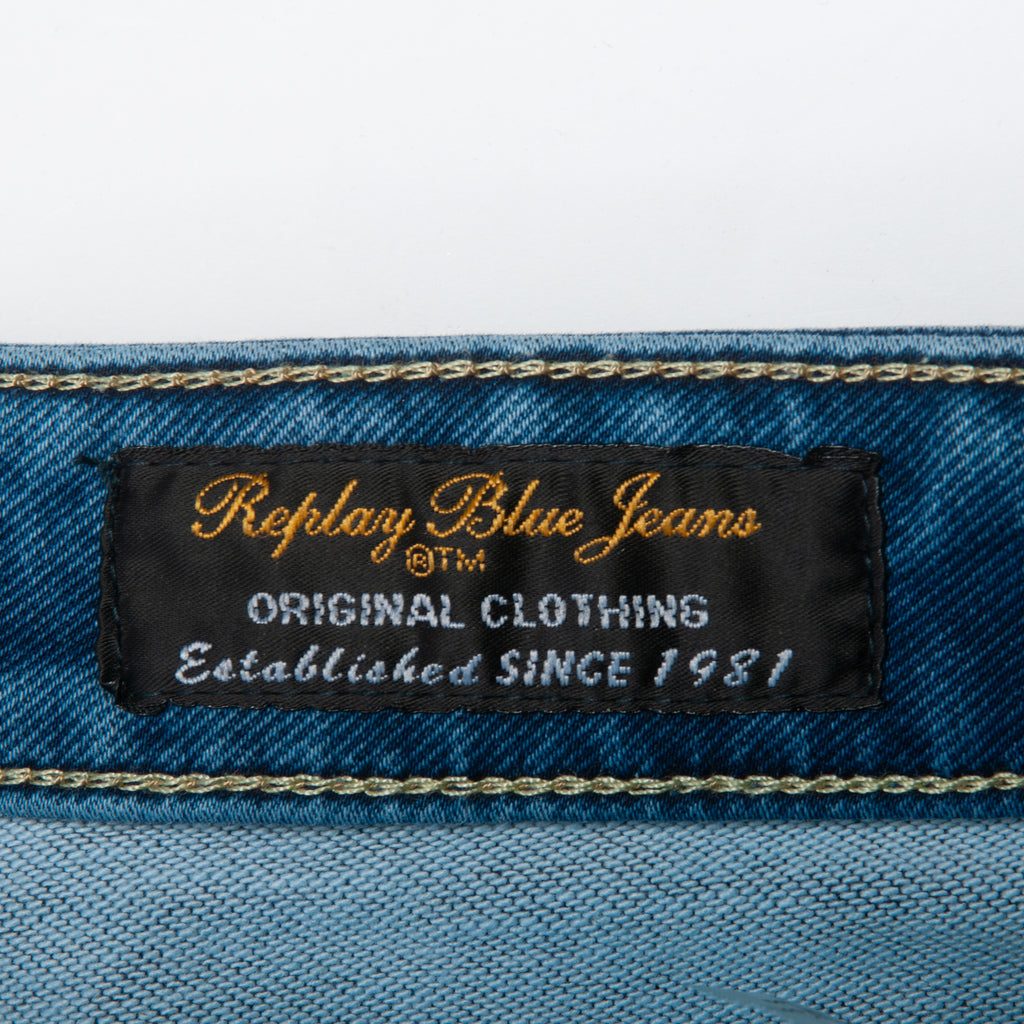 Replay Blue Jeans
®TM
ORIGINAL CLOTHING
Established SINCE 1981